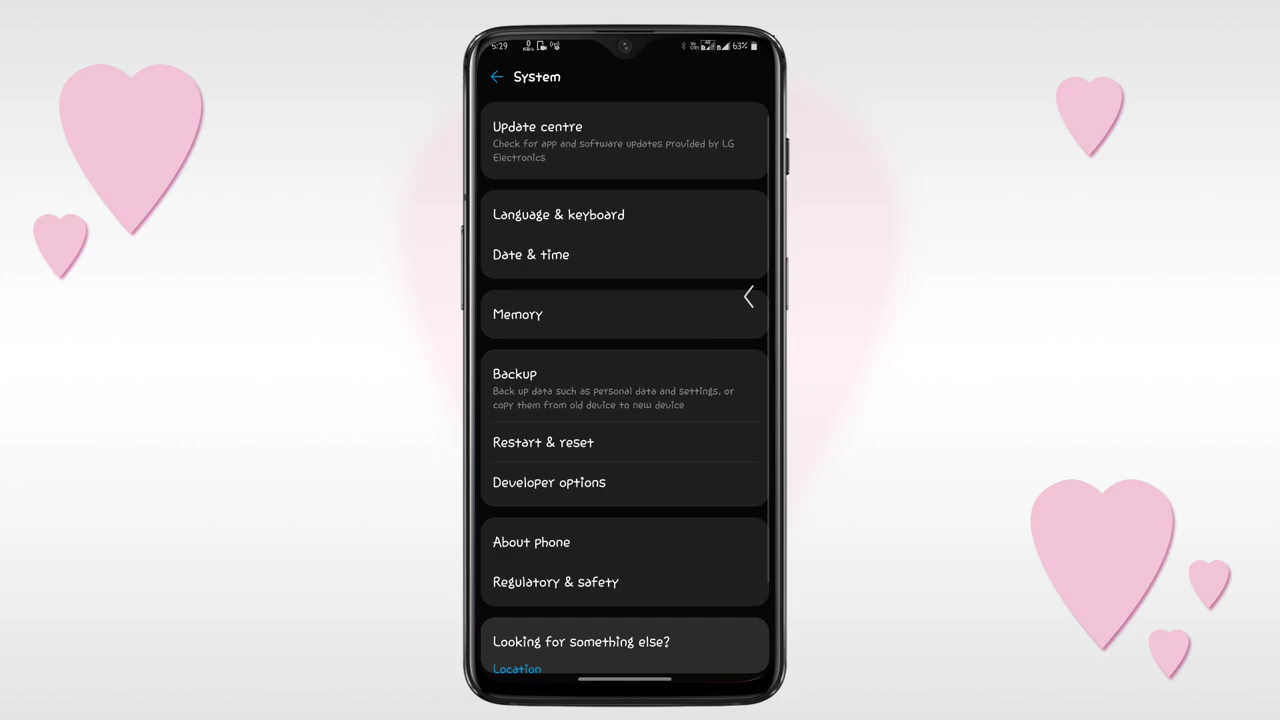 5:29 0 KB/s 63%
System
Update centre
Check for app and software updates provided by LG
Electronics
Language & keyboard
Date & time
Memory
Backup
Back up data such as personal data and settings, or
copy them from old device to new device
Restart & reset
Developer options
About phone
Regulatory & safety
Looking for something else?
Location